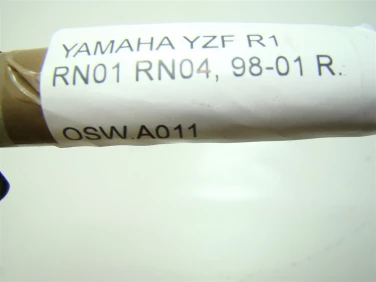 YAMAHA YZF R1
RN01 RN04, 98-01 R.
OSW.A011